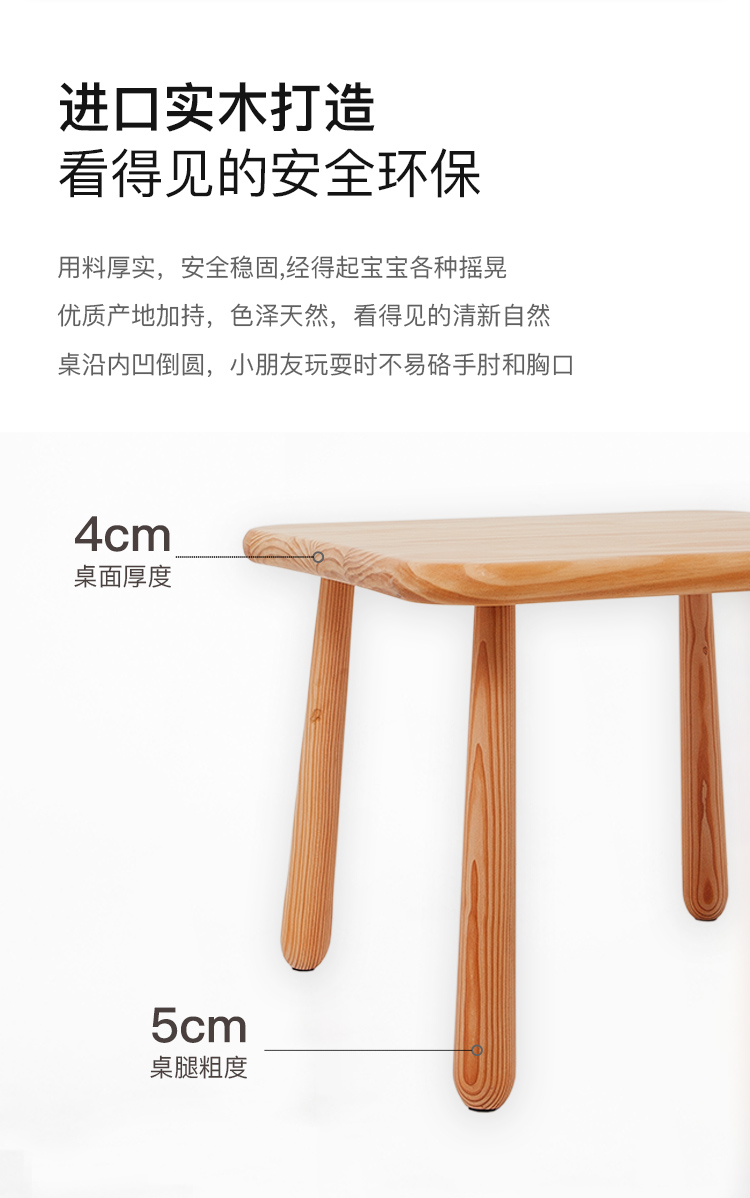 进口实木打造
看得见的安全环保
用料厚实，安全稳固,经得起宝宝各种摇晃
优质产地加持，色泽天然，看得见的清新自然
桌沿内凹倒圆，小朋友玩耍时不易硌手肘和胸口
4cm
桌面厚度
5cm
桌腿粗度